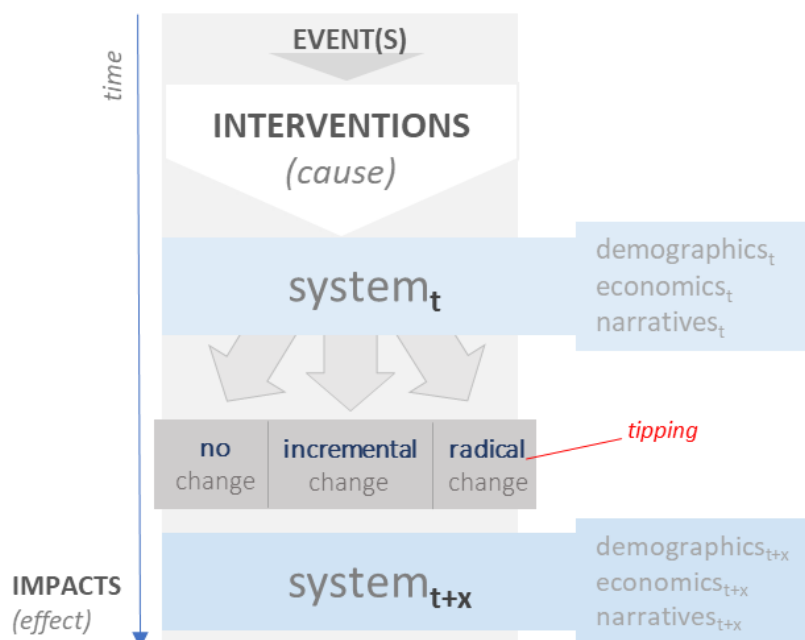 time
EVENT(S)
INTERVENTIONS
(cause)
systemₜ
demographicsₜ
economicsₜ
narrativesₜ
no change
incremental change
radical change
tipping
IMPACTS
(effect)
systemₜ₊ₓ
demographicsₜ₊ₓ
economicsₜ₊ₓ
narrativesₜ₊ₓ